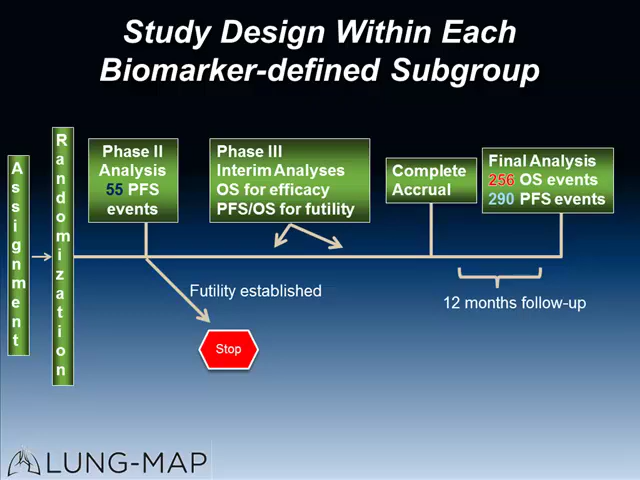 Study Design Within Each
Biomarker-defined Subgroup
Assignment
Randomization
Phase II
Analysis
55 PFS
events
Phase III
Interim Analyses
OS for efficacy
PFS/OS for futility
Complete
Accrual
Final Analysis
256 OS events
290 PFS events
Futility established
12 months follow-up
Stop
LUNG-MAP